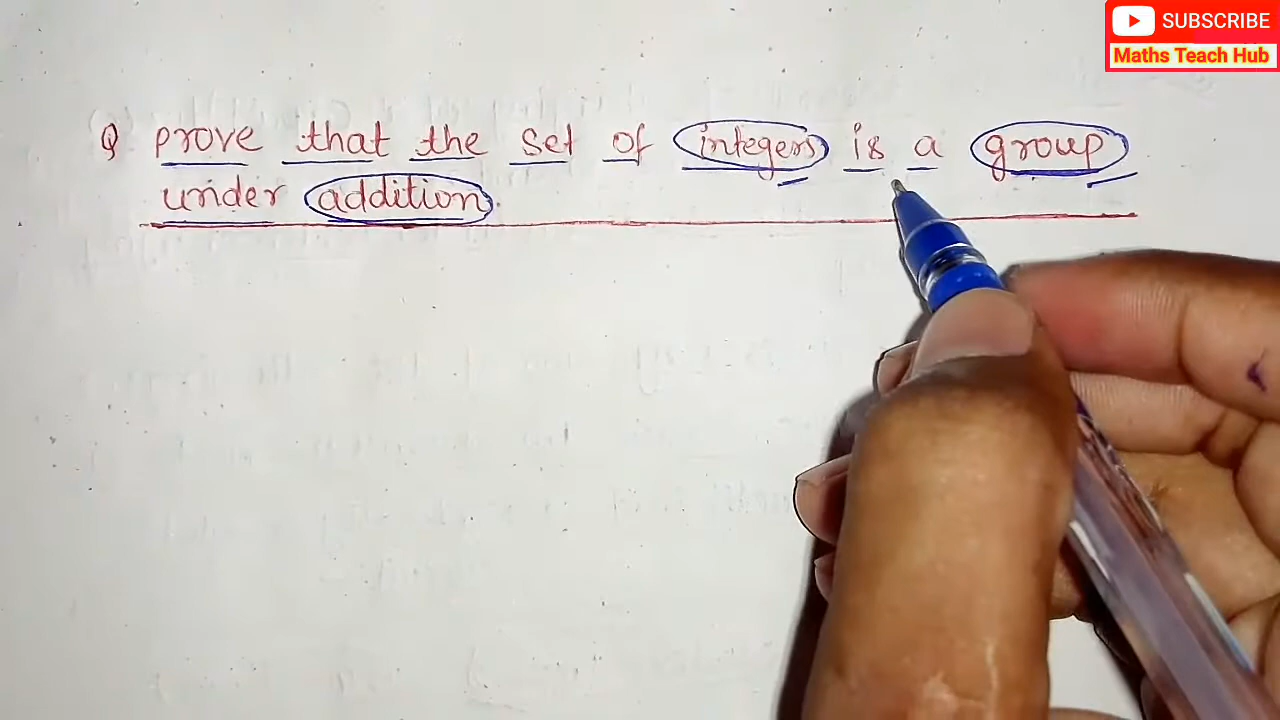 SUBSCRIBE
Maths Teach Hub
Q prove that the set of integers is a group
under addition.